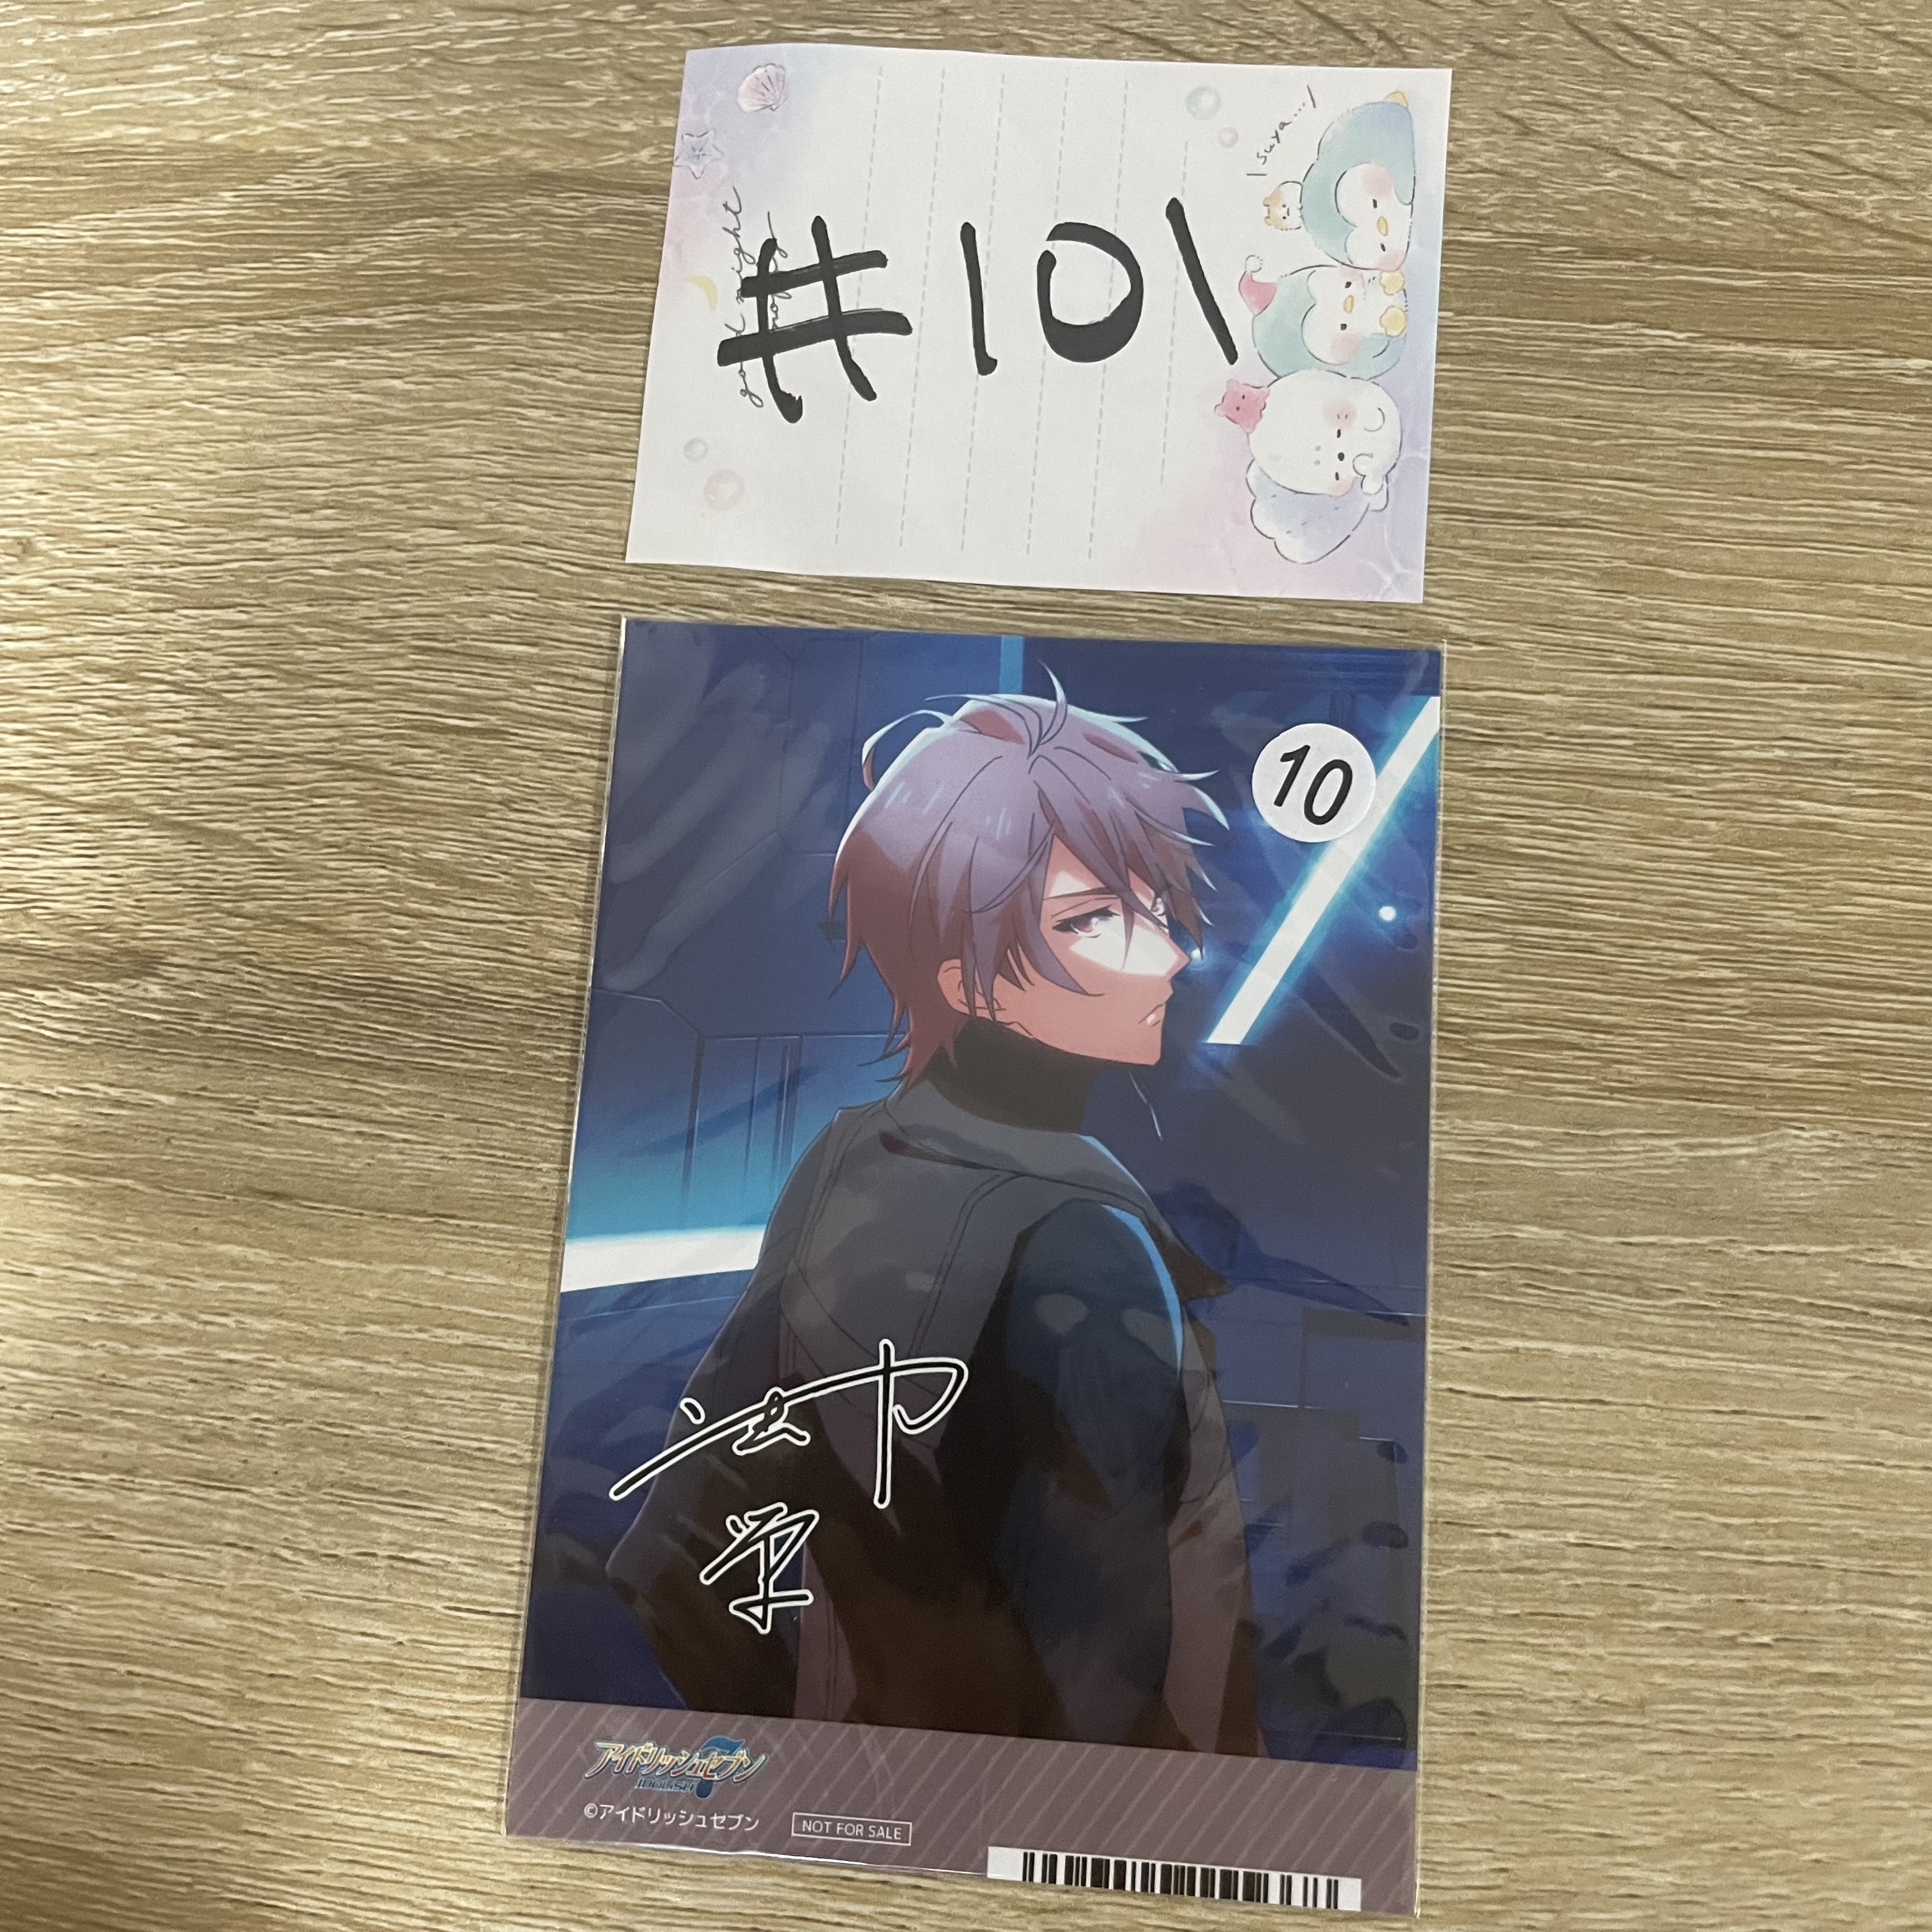 #101
good night
\ suya.... /
10
アイドリッシュセブン
IDOLiSH7
©アイドリッシュセブン
NOT FOR SALE